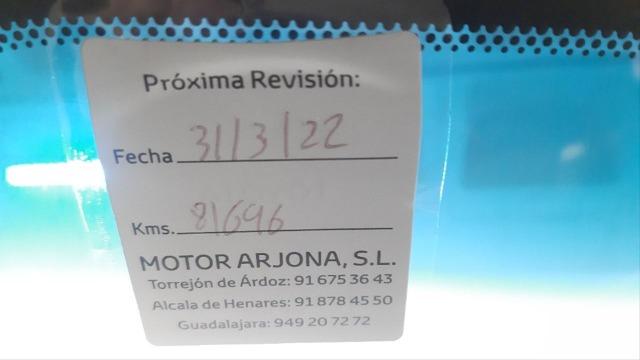 Próxima Revisión:
Fecha 31/3/22
Kms. 81696
MOTOR ARJONA, S.L.
Torrejón de Árdoz: 91 675 36 43
Alcala de Henares: 91 878 45 50
Guadalajara: 949 20 72 72